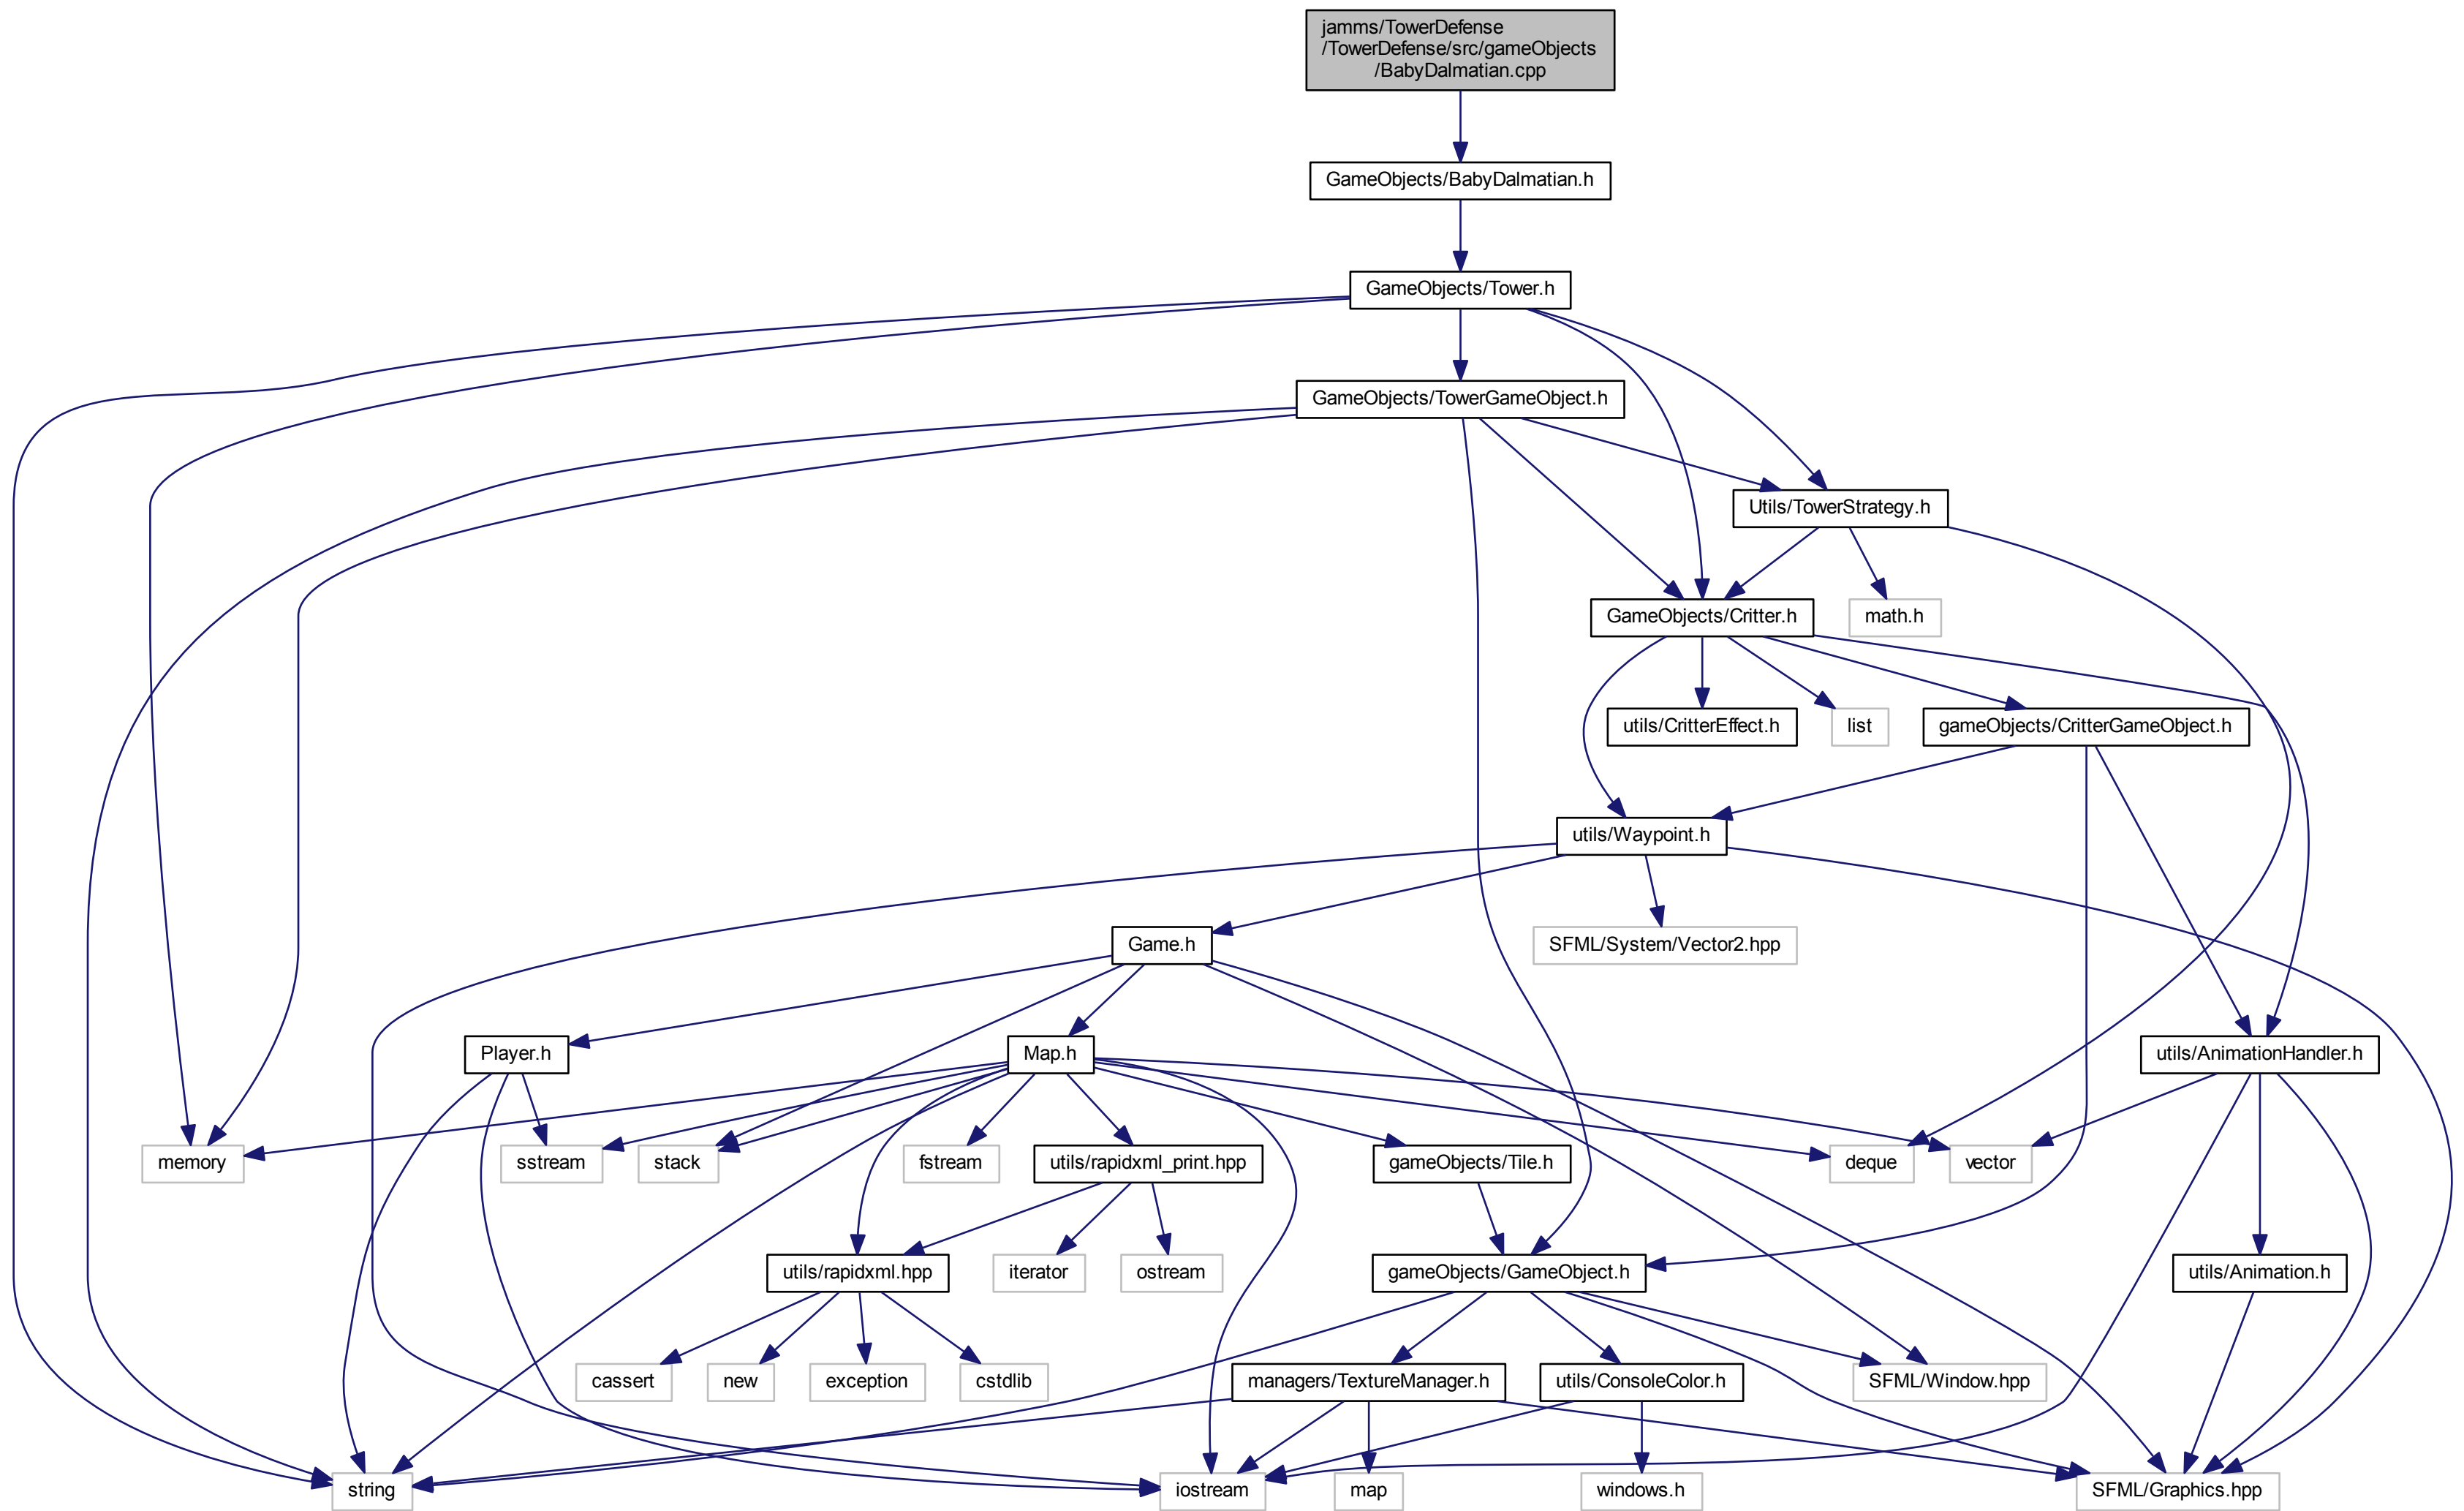 jamms/TowerDefense
/TowerDefense/src/gameObjects
/BabyDalmatian.cpp
GameObjects/BabyDalmatian.h
GameObjects/Tower.h
GameObjects/TowerGameObject.h
Utils/TowerStrategy.h
GameObjects/Critter.h
math.h
utils/CritterEffect.h
list
gameObjects/CritterGameObject.h
utils/Waypoint.h
Game.h
SFML/System/Vector2.hpp
Player.h
Map.h
utils/AnimationHandler.h
memory
sstream
stack
fstream
utils/rapidxml_print.hpp
gameObjects/Tile.h
deque
vector
utils/rapidxml.hpp
iterator
ostream
gameObjects/GameObject.h
utils/Animation.h
cassert
new
exception
cstdlib
managers/TextureManager.h
utils/ConsoleColor.h
SFML/Window.hpp
string
iostream
map
windows.h
SFML/Graphics.hpp